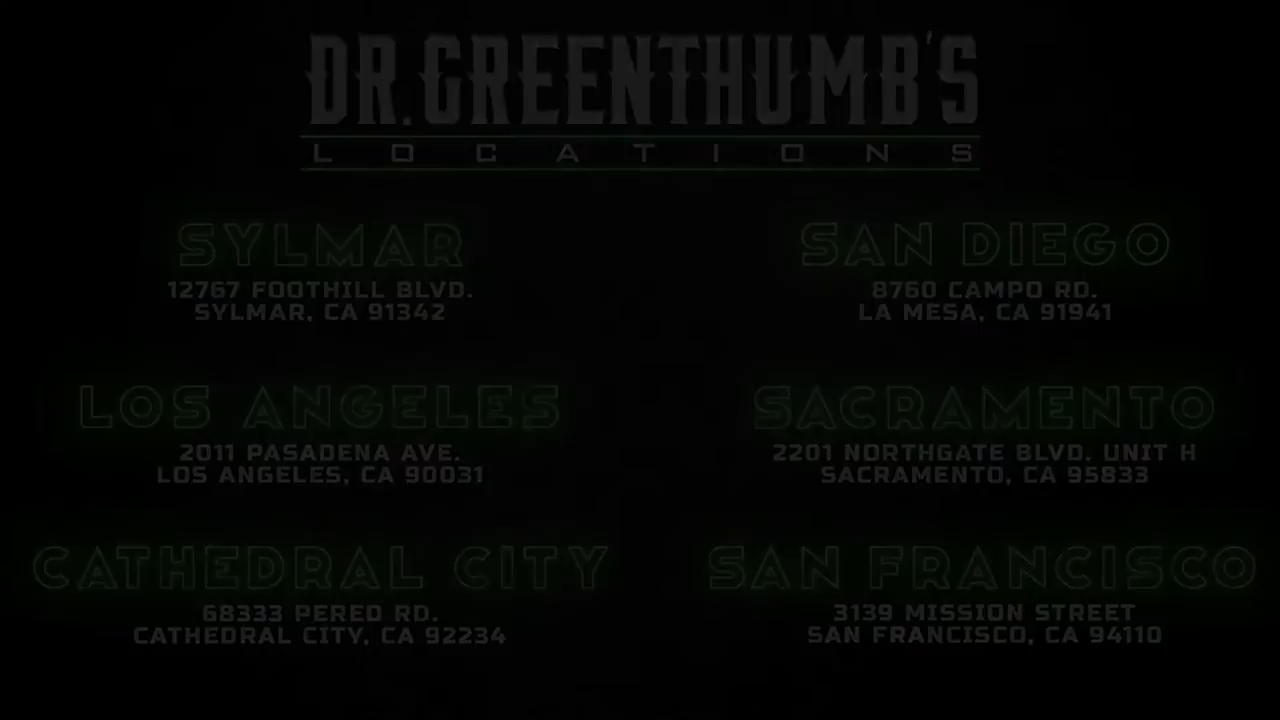 DR. GREENTHUMB'S
LOCATIONS
SYLMAR
12767 FOOTHILL BLVD.
SYLMAR, CA 91342
SAN DIEGO
8760 CAMPO RD.
LA MESA, CA 91941
LOS ANGELES
2011 PASADENA AVE.
LOS ANGELES, CA 90031
SACRAMENTO
2201 NORTHGATE BLVD. UNIT H
SACRAMENTO, CA 95833
CATHEDRAL CITY
68333 PERED RD.
CATHEDRAL CITY, CA 92234
SAN FRANCISCO
3139 MISSION STREET
SAN FRANCISCO, CA 94110